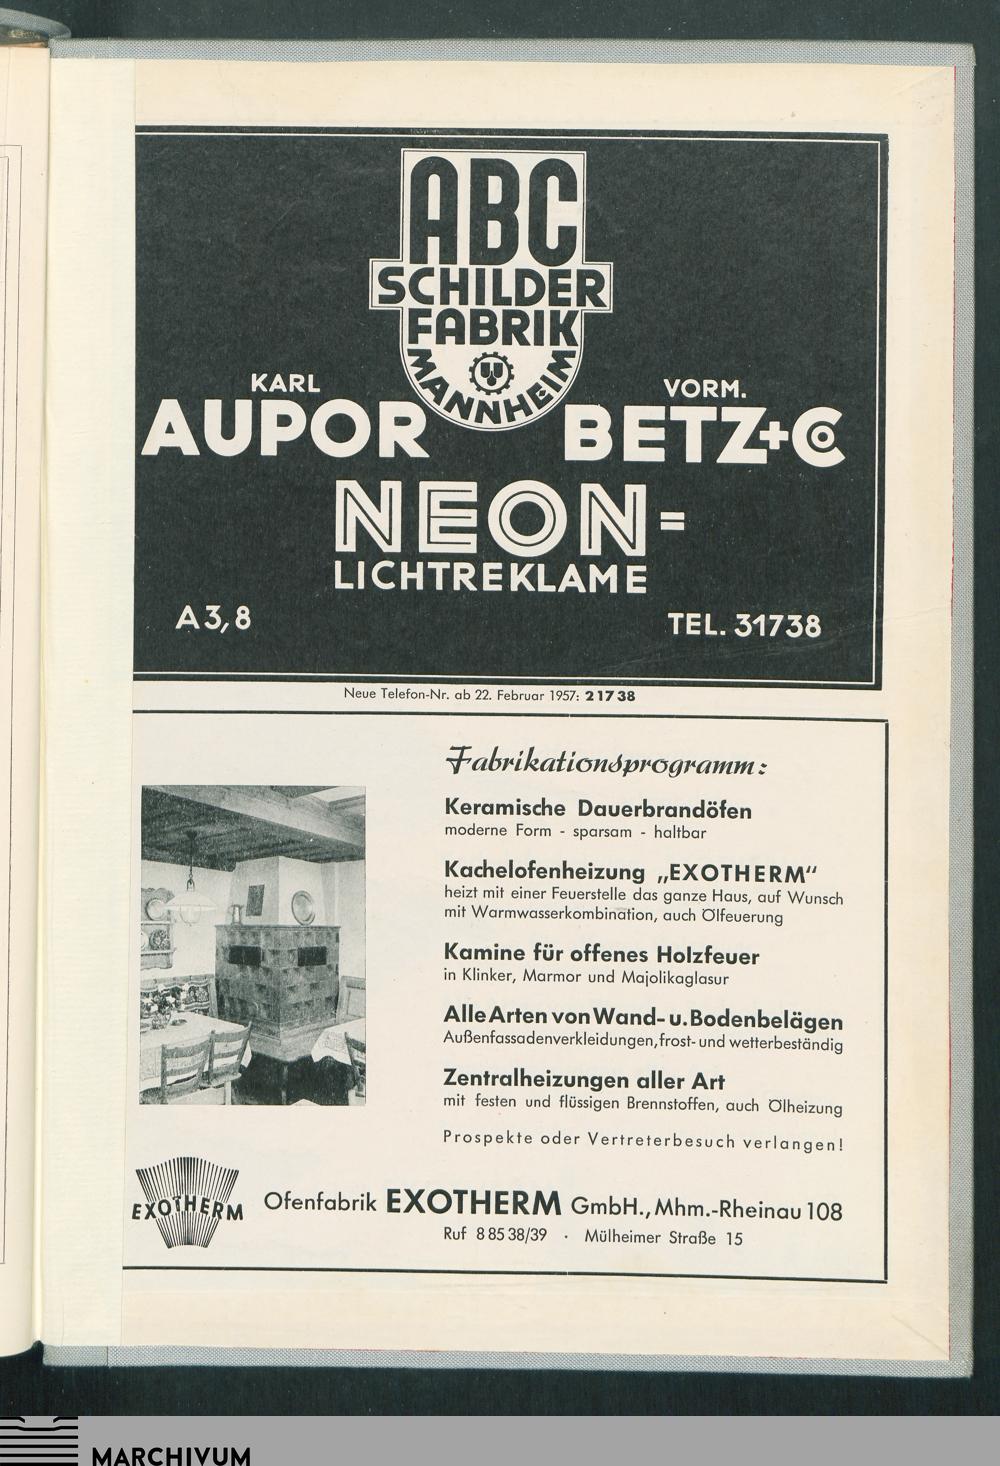 ABC
SCHILDER
FABRIK
MANNHEIM
KARL
AUPOR
VORM.
BETZ + Co
NEON=
LICHTREKLAME
A 3, 8
TEL. 31738
Neue Telefon-Nr. ab 22. Februar 1957: 2 17 38
Fabrikationsprogramm:
Keramische Dauerbrandöfen
moderne Form - sparsam - haltbar
Kachelofenheizung „EXOTHERM“
heizt mit einer Feuerstelle das ganze Haus, auf Wunsch
mit Warmwasserkombination, auch Ölfeuerung
Kamine für offenes Holzfeuer
in Klinker, Marmor und Majolikaglasur
Alle Arten von Wand- u. Bodenbelägen
Außenfassadenverkleidungen, frost- und wetterbeständig
Zentralheizungen aller Art
mit festen und flüssigen Brennstoffen, auch Ölheizung
Prospekte oder Vertreterbesuch verlangen!
EXOTHERM
Ofenfabrik EXOTHERM GmbH., Mhm.-Rheinau 108
Ruf 8 85 38/39 · Mülheimer Straße 15
MARCHIVUM